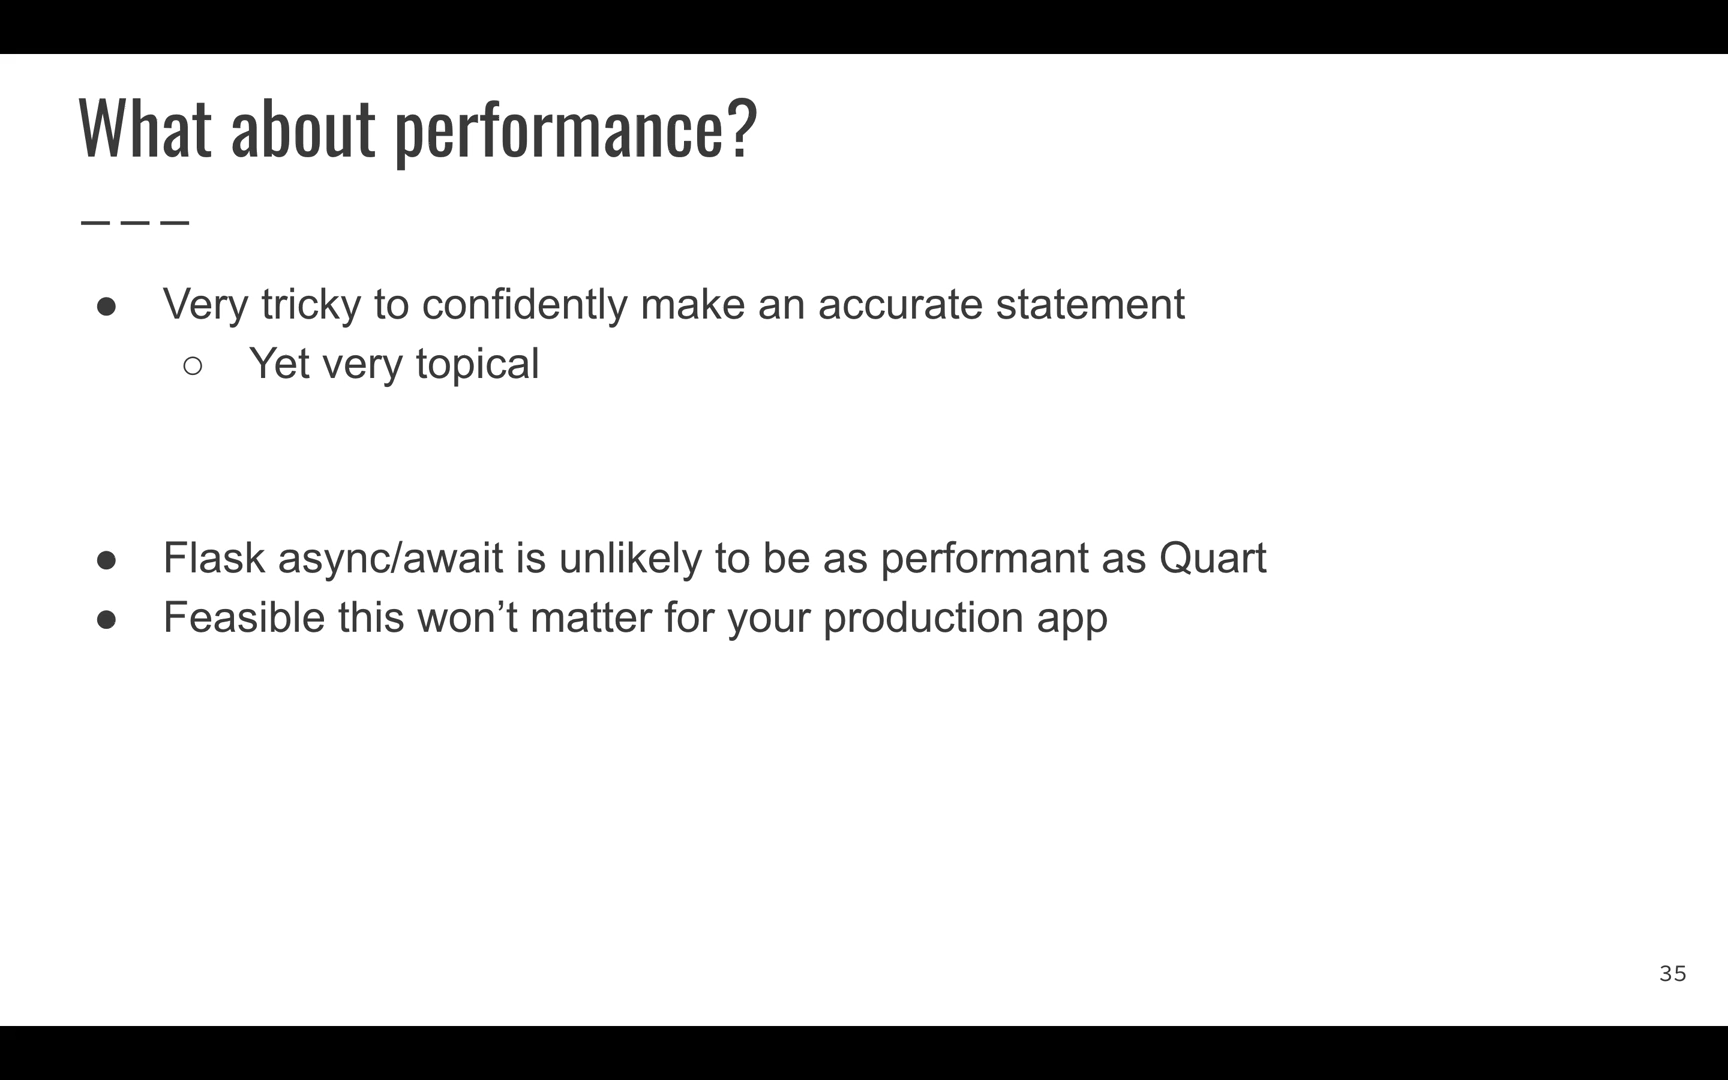 What about performance?
● Very tricky to confidently make an accurate statement
○ Yet very topical
● Flask async/await is unlikely to be as performant as Quart
● Feasible this won’t matter for your production app
35